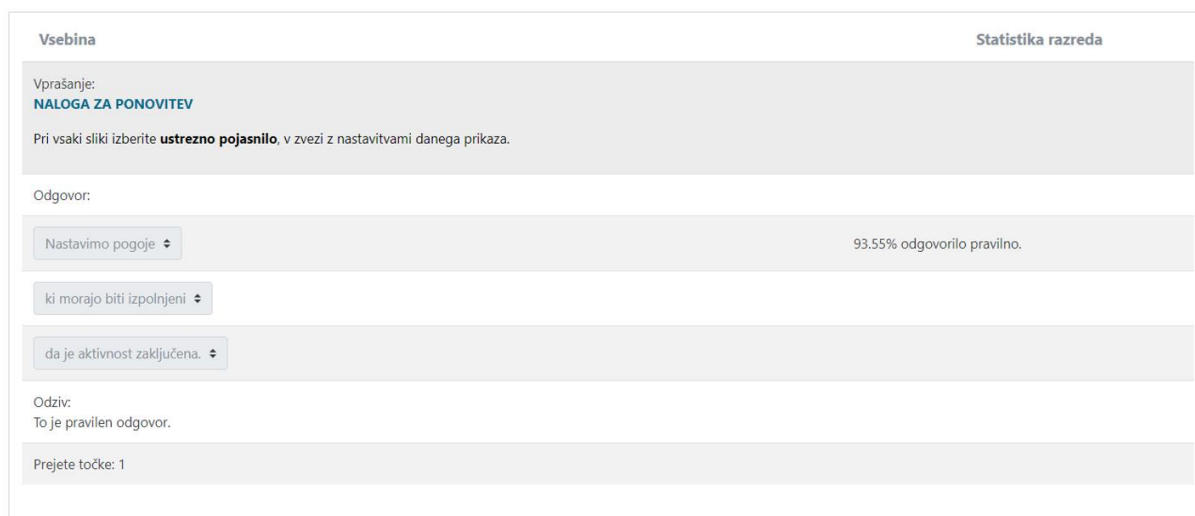 Vsebina Statistika razreda
Vprašanje:
NALOGA ZA PONOVITEV
Pri vsaki sliki izberite ustrezno pojasnilo, v zvezi z nastavitvami danega prikaza.
Odgovor:
Nastavimo pogoje 93.55% odgovorilo pravilno.
ki morajo biti izpolnjeni
da je aktivnost zaključena.
Odziv:
To je pravilen odgovor.
Prejete točke: 1